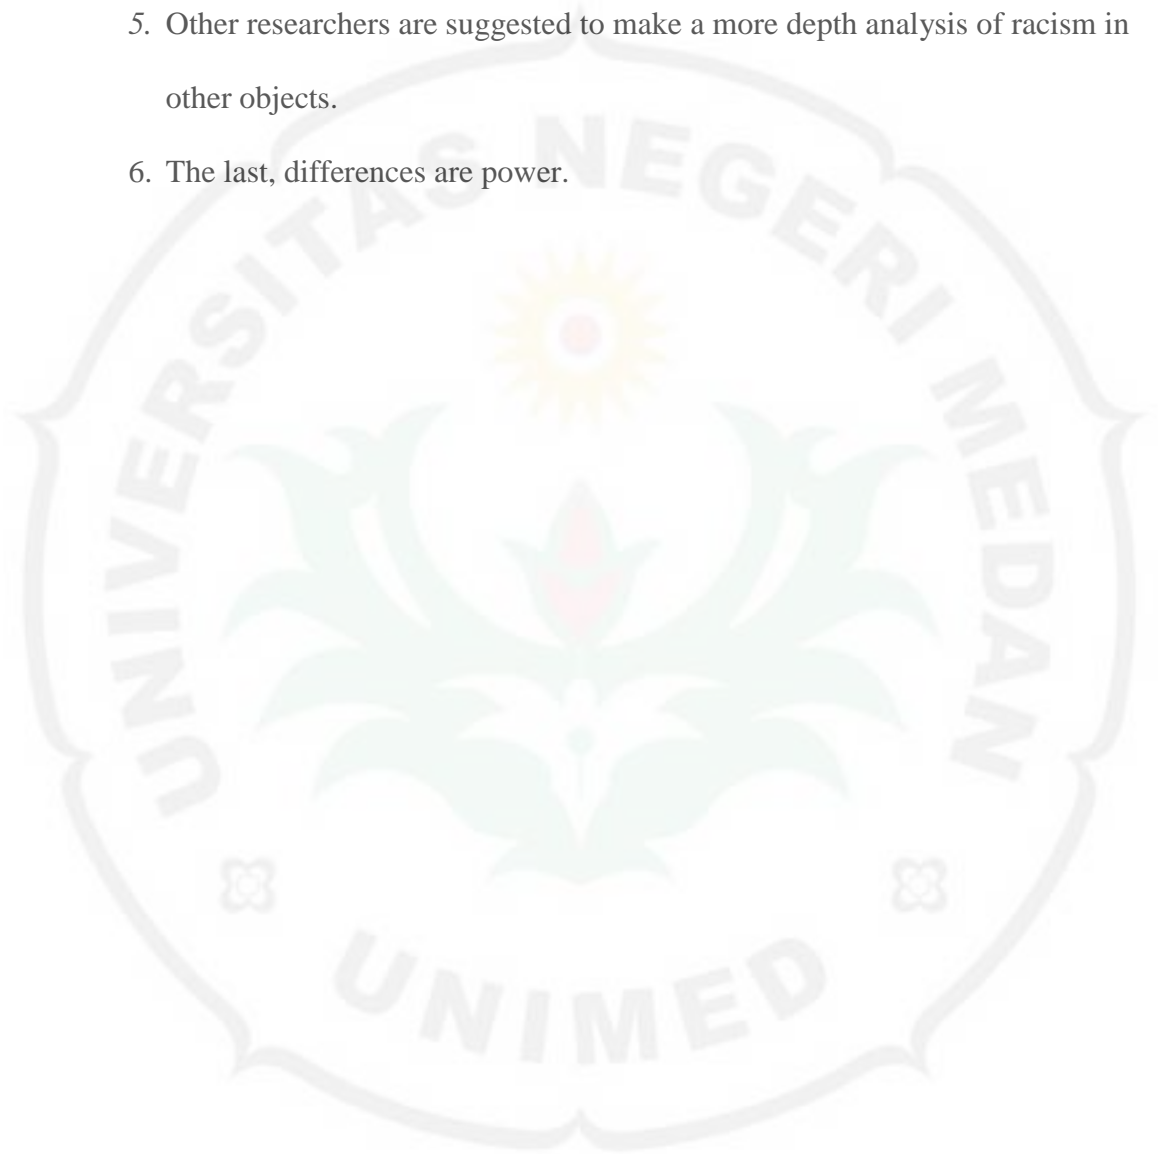 5. Other researchers are suggested to make a more depth analysis of racism in
other objects.
6. The last, differences are power.
UNIVERSITAS NEGERI MEDAN
UNIMED